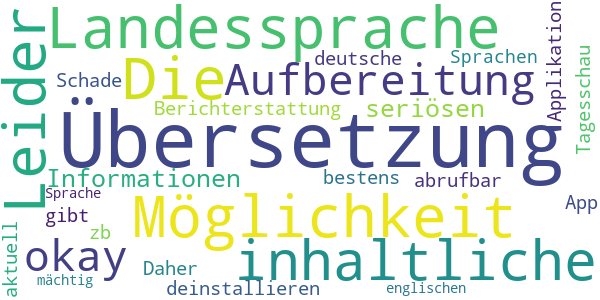 Landessprache
Leider
Die
Aufbereitung
deutsche
Sprachen
Applikation
Tagesschau
Schade
Berichterstattung
seriösen
Übersetzung
Informationen
bestens
abrufbar
Sprache
Möglichkeit
App
gibt
zb
aktuell
okay
inhaltliche
Daher
mächtig
deinstallieren
englischen